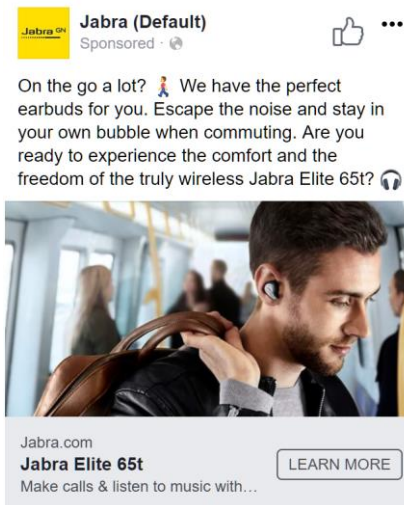 Jabra GN
Jabra (Default)
Sponsored ·
On the go a lot? 🚶 We have the perfect
earbuds for you. Escape the noise and stay in
your own bubble when commuting. Are you
ready to experience the comfort and the
freedom of the truly wireless Jabra Elite 65t? 🎧
Jabra.com
Jabra Elite 65t
LEARN MORE
Make calls & listen to music with...